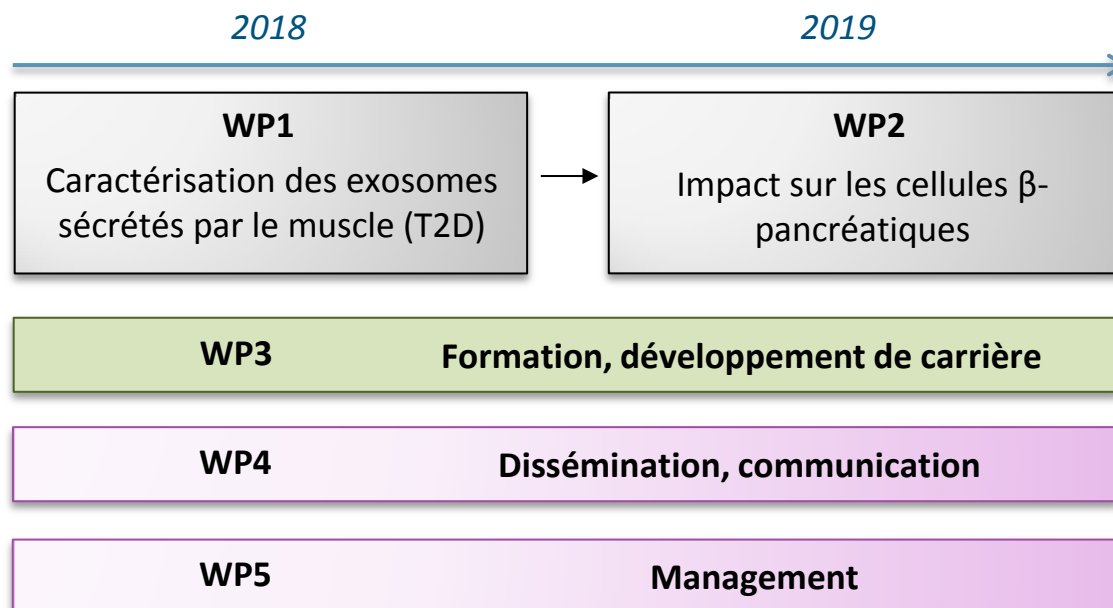 2018 2019
WP1
Caractérisation des exosomes
sécrétés par le muscle (T2D)
WP2
Impact sur les cellules β-
pancréatiques
WP3 Formation, développement de carrière
WP4 Dissémination, communication
WP5 Management